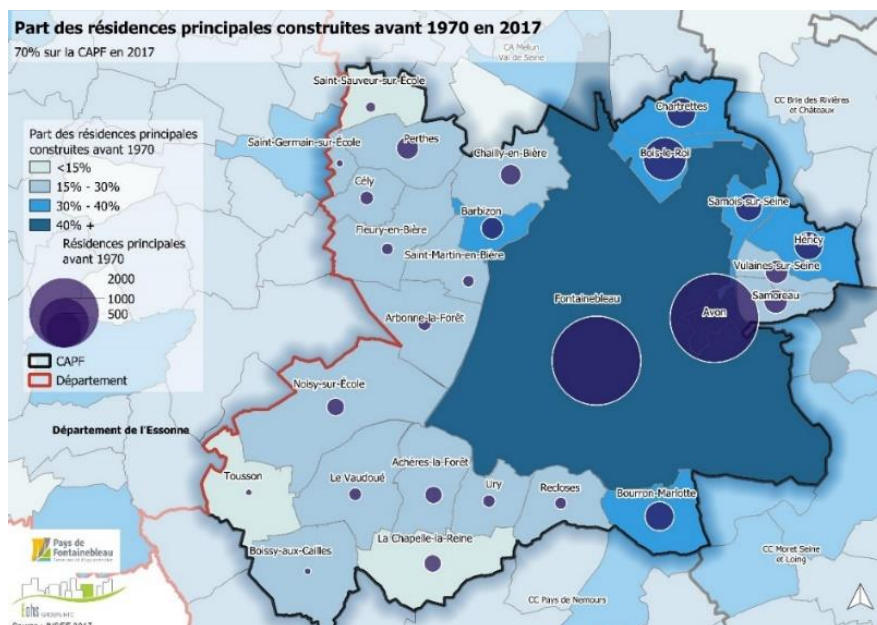 Part des résidences principales construites avant 1970 en 2017
70% sur la CAPF en 2017
CA Melun
Val de Seine
Saint-Sauveur-sur-École
CC Brie des Rivières
et Châteaux
Chartrettes
Part des résidences principales
construites avant 1970
<15%
15% - 30%
30% - 40%
40% +
Résidences principales
avant 1970
2000
1000
500
CAPF
Département
Saint-Germain-sur-École
Perthes
Chailly-en-Bière
Bois-le-Roi
Cély
Barbizon
Samois-sur-Seine
Fleury-en-Bière
Héricy
Saint-Martin-en-Bière
Vulaines-sur-Seine
Fontainebleau
Samoreau
Avon
Arbonne-la-Forêt
Noisy-sur-École
Département de l'Essonne
Tousson
Le Vaudoué
Achères-la-Forêt
Ury
Recloses
Bourron-Marlotte
Boissy-aux-Cailles
La Chapelle-la-Reine
CC Moret Seine
et Loing
CC Pays de Nemours
Pays de
Fontainebleau